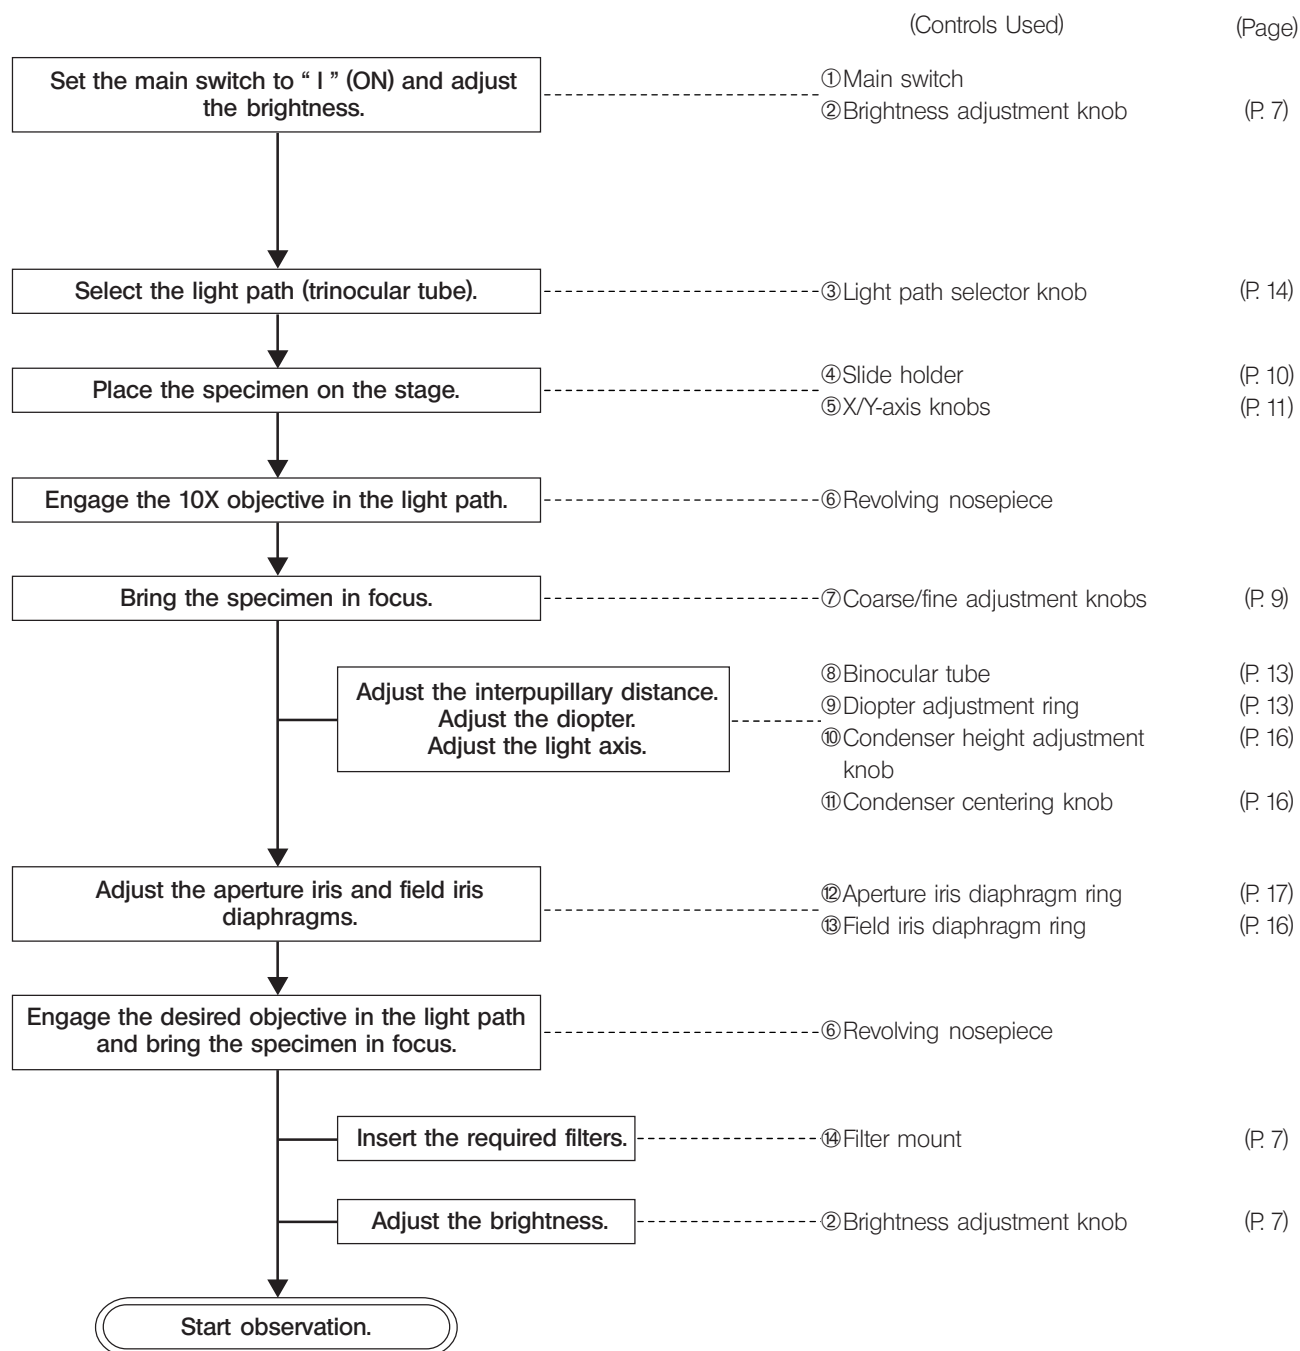 (Controls Used) (Page)
Set the main switch to “ I ” (ON) and adjust
the brightness.
①Main switch
②Brightness adjustment knob (P. 7)
Select the light path (trinocular tube).
③Light path selector knob (P. 14)
Place the specimen on the stage.
④Slide holder (P. 10)
⑤X/Y-axis knobs (P. 11)
Engage the 10X objective in the light path.
⑥Revolving nosepiece
Bring the specimen in focus.
⑦Coarse/fine adjustment knobs (P. 9)
Adjust the interpupillary distance.
Adjust the diopter.
Adjust the light axis.
⑧Binocular tube (P. 13)
⑨Diopter adjustment ring (P. 13)
⑩Condenser height adjustment (P. 16)
knob
⑪Condenser centering knob (P. 16)
Adjust the aperture iris and field iris
diaphragms.
⑫Aperture iris diaphragm ring (P. 17)
⑬Field iris diaphragm ring (P. 16)
Engage the desired objective in the light path
and bring the specimen in focus.
⑥Revolving nosepiece
Insert the required filters.
⑭Filter mount (P. 7)
Adjust the brightness.
②Brightness adjustment knob (P. 7)
Start observation.